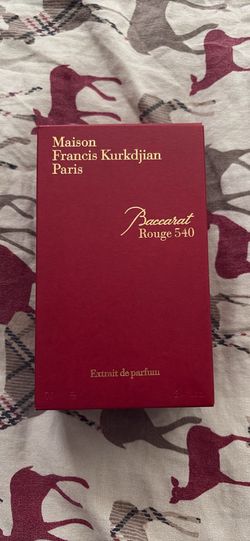 Maison
Francis Kurkdjian
Paris
Baccarat
Rouge 540
Extrait de parfum